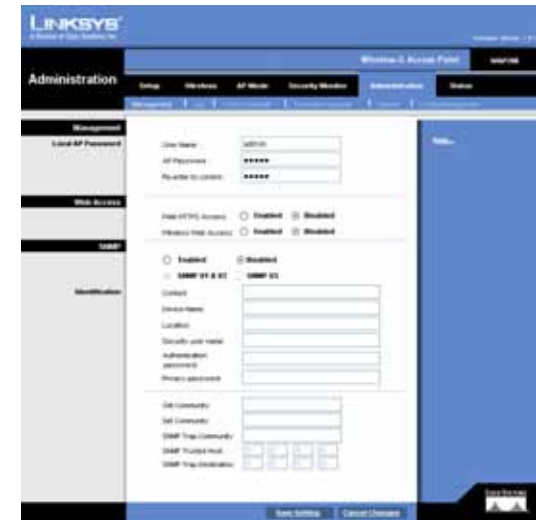 LINKSYS
A Division of Cisco Systems, Inc.
Wireless-G Access Point
Administration
Setup Wireless AP Mode Security Monitor Administration Status
Management
Management
Local AP Password
User Name: admin
AP Password:
Re-enter to confirm:
Help...
Web Access
Web HTTPS Access: Enabled Disabled
Wireless Web Access: Enabled Disabled
SNMP
Enabled Disabled
SNMP V1 & V2 SNMP V3
Identification
Contact:
Device Name:
Location:
Security user name:
Authentication
password:
Privacy password:
Get Community:
Set Community:
SNMP Trap-Community:
SNMP Trusted Host:
SNMP Trap-Destination:
Save Setting Cancel Changes
CISCO SYSTEMS